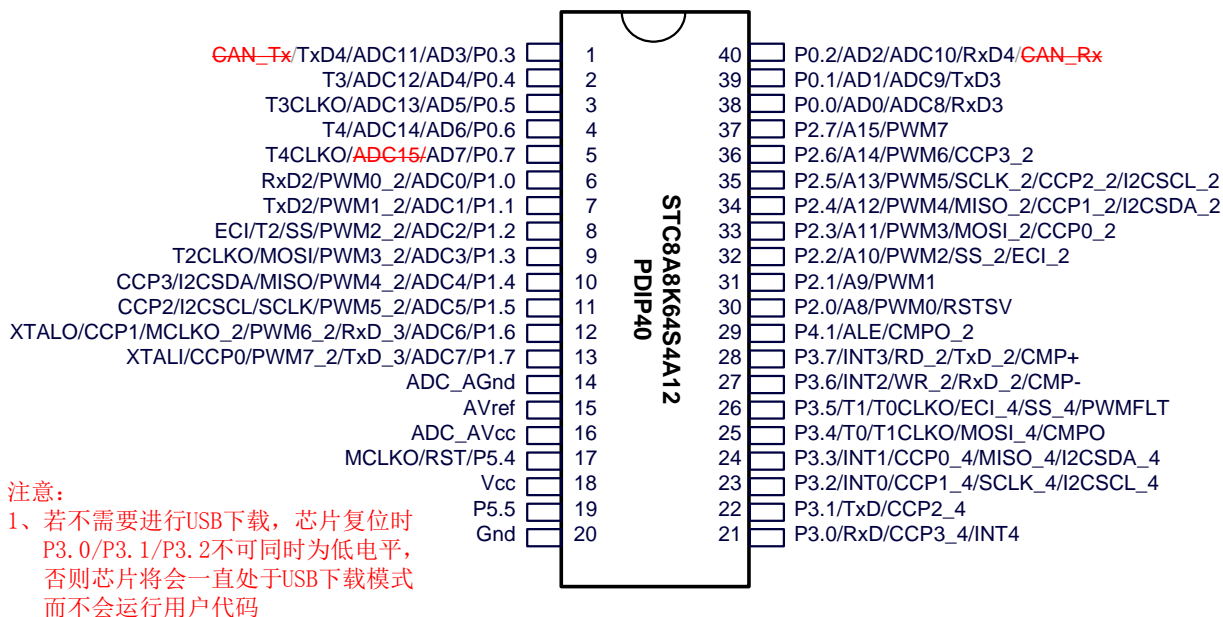 CAN_Tx/TxD4/ADC11/AD3/P0.3 1
T3/ADC12/AD4/P0.4 2
T3CLKO/ADC13/AD5/P0.5 3
T4/ADC14/AD6/P0.6 4
T4CLKO/ADC15/AD7/P0.7 5
RxD2/PWM0_2/ADC0/P1.0 6
TxD2/PWM1_2/ADC1/P1.1 7
ECI/T2/SS/PWM2_2/ADC2/P1.2 8
T2CLKO/MOSI/PWM3_2/ADC3/P1.3 9
CCP3/I2CSDA/MISO/PWM4_2/ADC4/P1.4 10
CCP2/I2CSCL/SCLK/PWM5_2/ADC5/P1.5 11
XTALO/CCP1/MCLKO_2/PWM6_2/RxD_3/ADC6/P1.6 12
XTALI/CCP0/PWM7_2/TxD_3/ADC7/P1.7 13
ADC_AGnd 14
AVref 15
ADC_AVcc 16
MCLKO/RST/P5.4 17
Vcc 18
P5.5 19
Gnd 20
STC8A8K64S4A12
PDIP40
40 P0.2/AD2/ADC10/RxD4/CAN_Rx
39 P0.1/AD1/ADC9/TxD3
38 P0.0/AD0/ADC8/RxD3
37 P2.7/A15/PWM7
36 P2.6/A14/PWM6/CCP3_2
35 P2.5/A13/PWM5/SCLK_2/CCP2_2/I2CSCL_2
34 P2.4/A12/PWM4/MISO_2/CCP1_2/I2CSDA_2
33 P2.3/A11/PWM3/MOSI_2/CCP0_2
32 P2.2/A10/PWM2/SS_2/ECI_2
31 P2.1/A9/PWM1
30 P2.0/A8/PWM0/RSTSV
29 P4.1/ALE/CMPO_2
28 P3.7/INT3/RD_2/TxD_2/CMP+
27 P3.6/INT2/WR_2/RxD_2/CMP-
26 P3.5/T1/T0CLKO/ECI_4/SS_4/PWMFLT
25 P3.4/T0/T1CLKO/MOSI_4/CMPO
24 P3.3/INT1/CCP0_4/MISO_4/I2CSDA_4
23 P3.2/INT0/CCP1_4/SCLK_4/I2CSCL_4
22 P3.1/TxD/CCP2_4
21 P3.0/RxD/CCP3_4/INT4
注意:
1、若不需要进行USB下载，芯片复位时
P3.0/P3.1/P3.2不可同时为低电平，
否则芯片将会一直处于USB下载模式
而不会运行用户代码